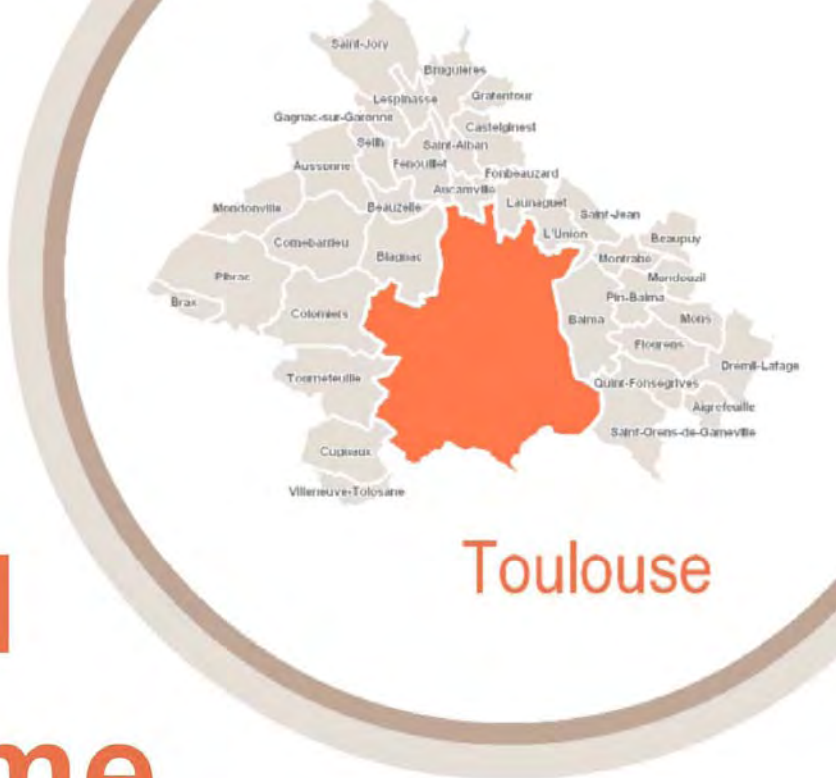 Saint-Jory
Bruguières
Lespinasse
Gratentour
Gagnac-sur-Garonne
Castelginest
Seilh
Saint-Alban
Aussonne
Fenouillet
Fonbeauzard
Aucamville
Mondonville
Beauzelle
Launaguet
Saint-Jean
L'Union
Beaupuy
Cornebarrieu
Montrabé
Blagnac
Mondouzil
Pibrac
Pin-Balma
Brax
Colomiers
Balma
Mons
Flourens
Drémil-Lafage
Tournefeuille
Quint-Fonsegrives
Aigrefeuille
Saint-Orens-de-Gameville
Cugnaux
Villeneuve-Tolosane
Toulouse
me